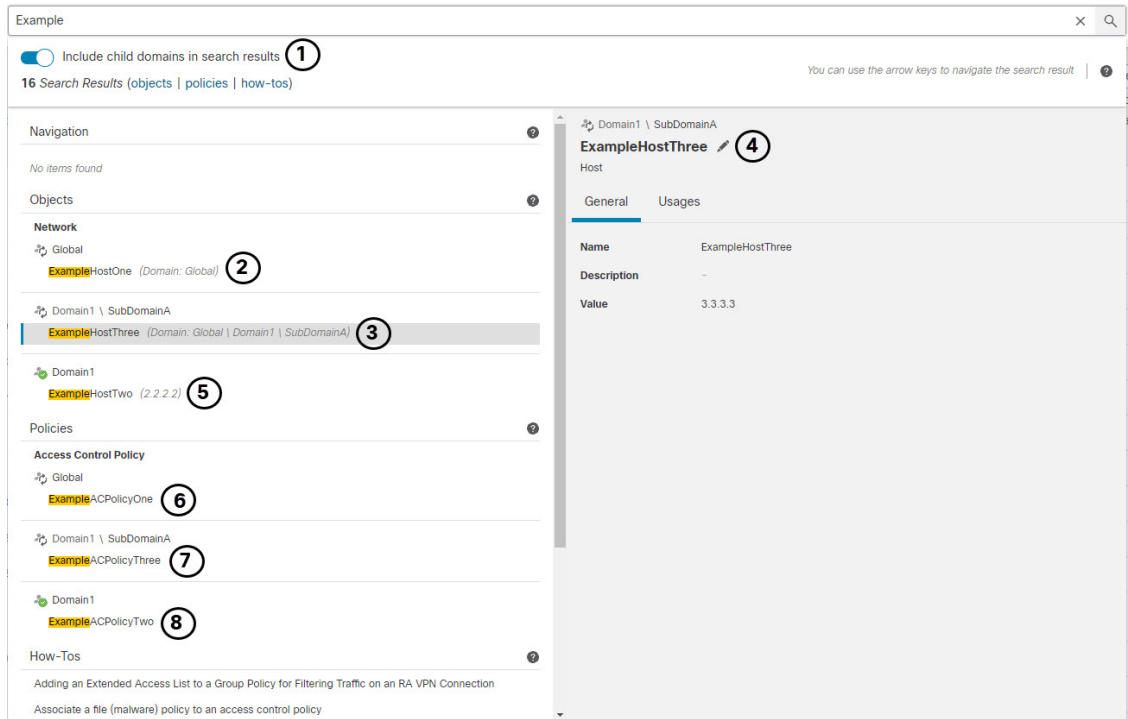 Example
Include child domains in search results 1
16 Search Results (objects | policies | how-tos)
You can use the arrow keys to navigate the search result
Navigation
No items found
Objects
Network
Global
ExampleHostOne (Domain: Global) 2
Domain1 \ SubDomainA
ExampleHostThree (Domain: Global \ Domain1 \ SubDomainA) 3
Domain1
ExampleHostTwo (2.2.2.2) 5
Policies
Access Control Policy
Global
ExampleACPolicyOne 6
Domain1 \ SubDomainA
ExampleACPolicyThree 7
Domain1
ExampleACPolicyTwo 8
How-Tos
Adding an Extended Access List to a Group Policy for Filtering Traffic on an RA VPN Connection
Associate a file (malware) policy to an access control policy
Domain1 \ SubDomainA
ExampleHostThree 4
Host
General Usages
Name ExampleHostThree
Description –
Value 3.3.3.3